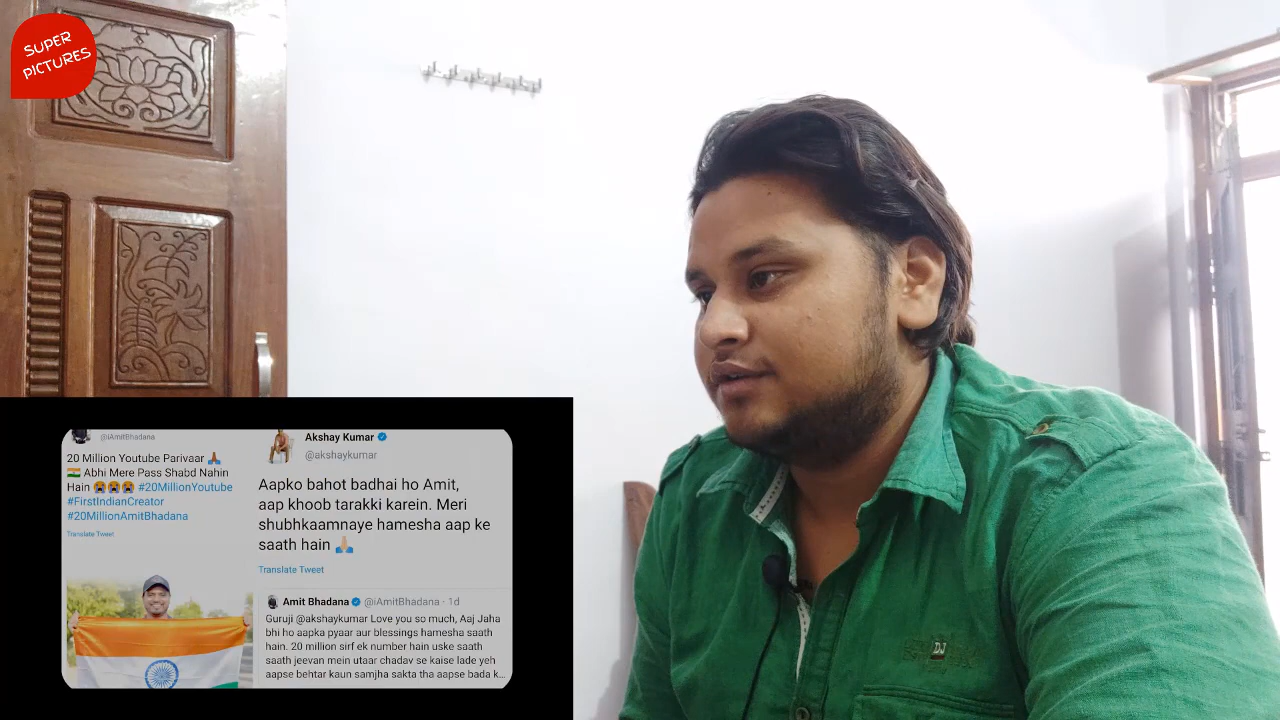 SUPER
PICTURES
@iAmitBhadana
20 Million Youtube Parivaar 🙏
🇮🇳 Abhi Mere Pass Shabd Nahin
Hain 😭😭😭 #20MillionYoutube
#FirstIndianCreator
#20MillionAmitBhadana
Translate Tweet
Akshay Kumar
@akshaykumar
Aapko bahot badhai ho Amit,
aap khoob tarakki karein. Meri
shubhkaamnaye hamesha aap ke
saath hain 🙏
Translate Tweet
Amit Bhadana @iAmitBhadana · 1d
Guruji @akshaykumar Love you so much, Aaj Jaha
bhi ho aapka pyaar aur blessings hamesha saath
hain. 20 million sirf ek number hain uske saath
saath jeevan mein utaar chadav se kaise lade yeh
aapse behtar kaun samjha sakta tha aapse bada k...
DJ